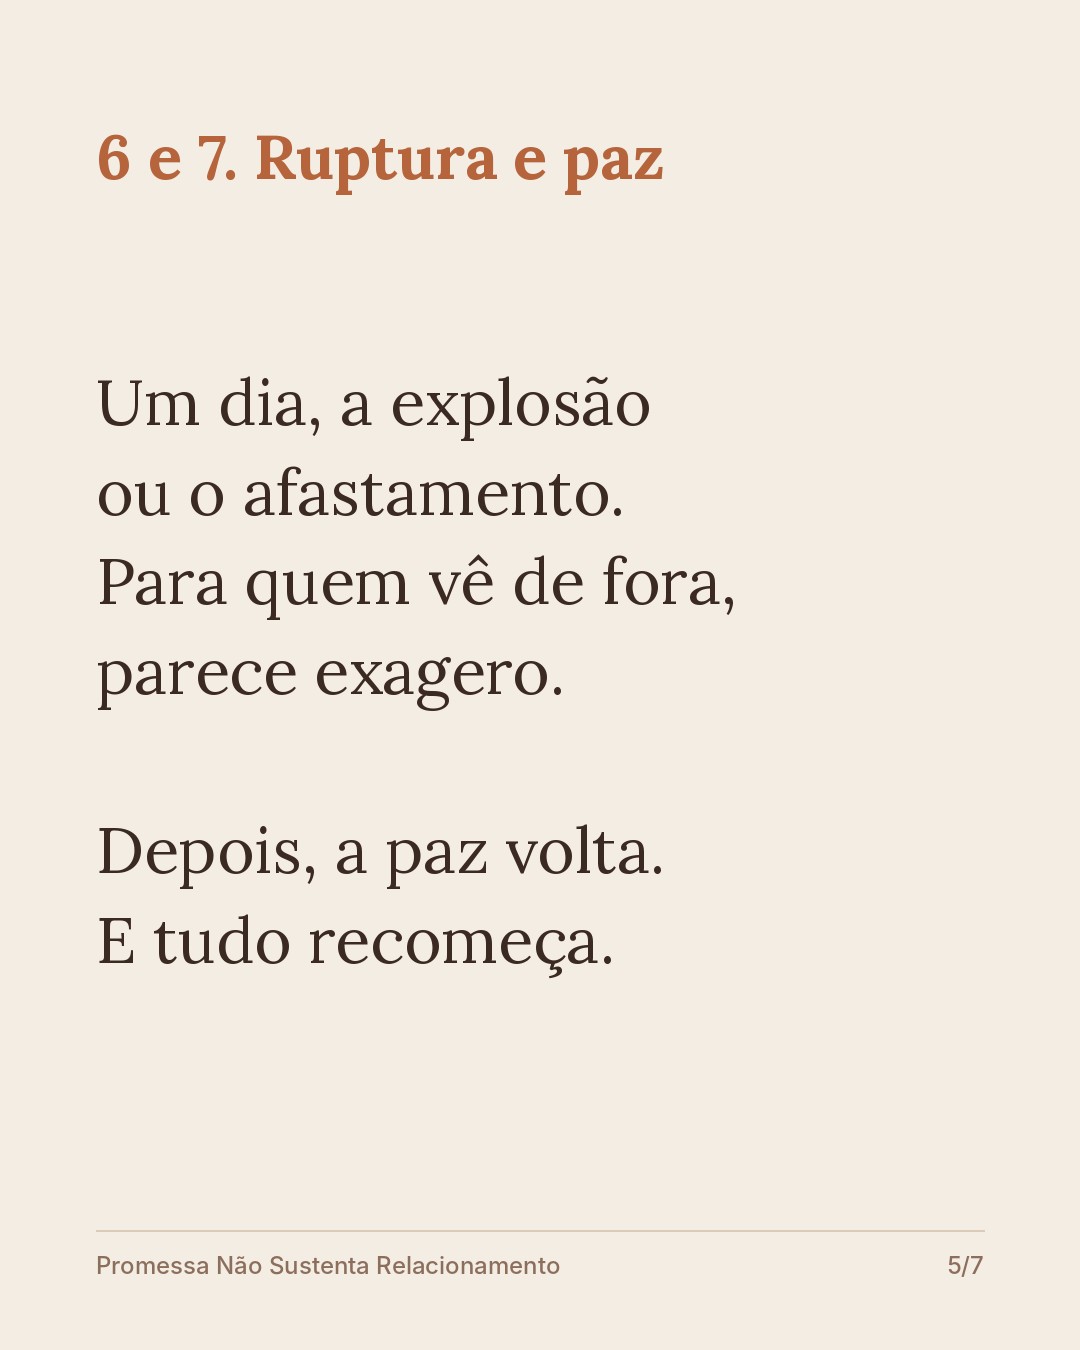 6 e 7. Ruptura e paz
Um dia, a explosão
ou o afastamento.
Para quem vê de fora,
parece exagero.
Depois, a paz volta.
E tudo recomeça.
Promessa Não Sustenta Relacionamento
5/7